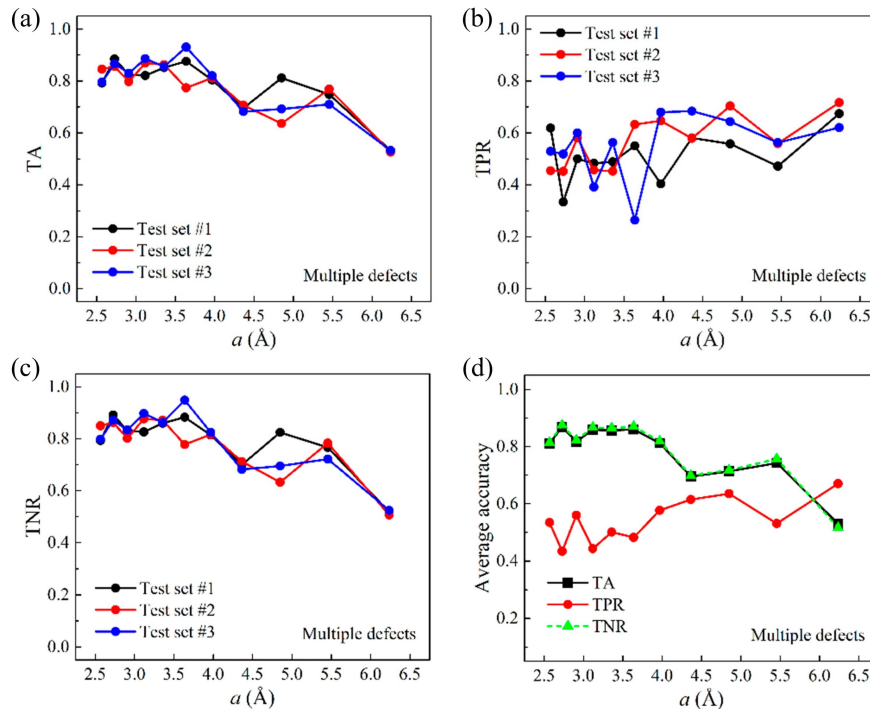 (a)
1.0
0.8
0.6
0.4
0.2
0.0
TA
Test set #1
Test set #2
Test set #3
Multiple defects
2.5 3.0 3.5 4.0 4.5 5.0 5.5 6.0 6.5
a (Å)
(b)
1.0
0.8
0.6
0.4
0.2
0.0
TPR
Test set #1
Test set #2
Test set #3
Multiple defects
2.5 3.0 3.5 4.0 4.5 5.0 5.5 6.0 6.5
a (Å)
(c)
1.0
0.8
0.6
0.4
0.2
0.0
TNR
Test set #1
Test set #2
Test set #3
Multiple defects
2.5 3.0 3.5 4.0 4.5 5.0 5.5 6.0 6.5
a (Å)
(d)
1.0
0.8
0.6
0.4
0.2
Average accuracy
TA
TPR
TNR
Multiple defects
2.5 3.0 3.5 4.0 4.5 5.0 5.5 6.0 6.5
a (Å)